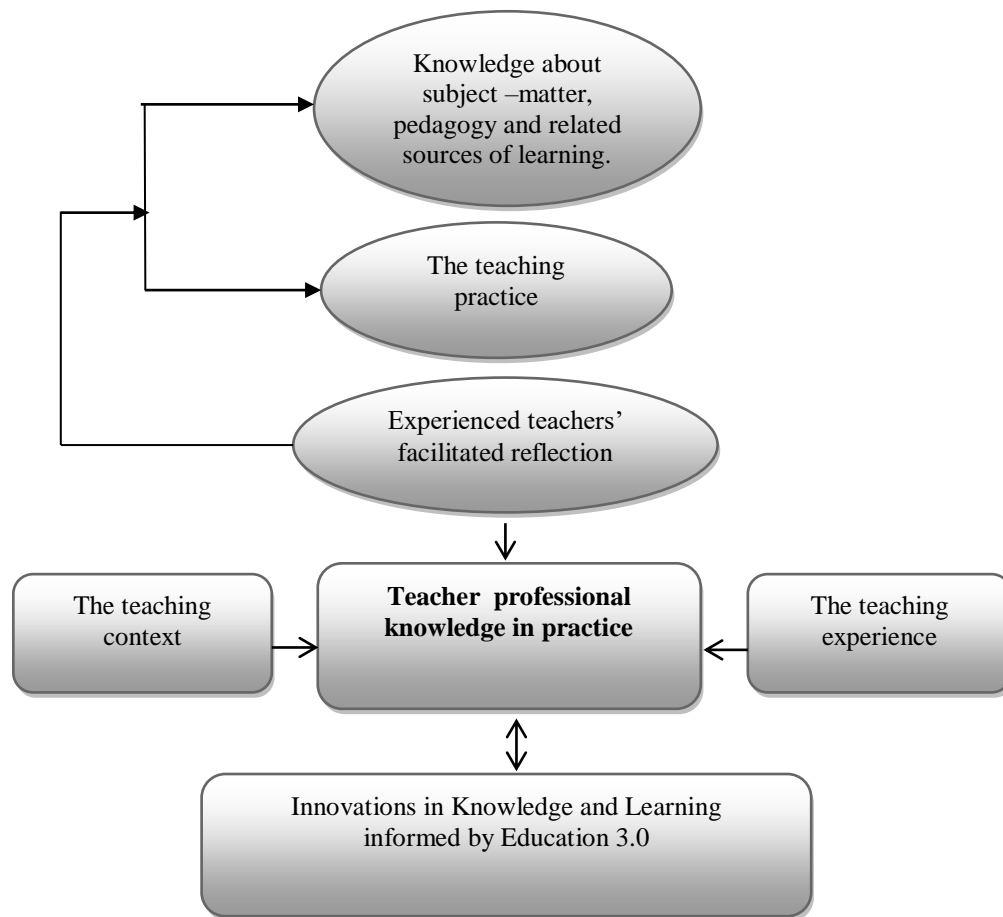 Knowledge about
subject –matter,
pedagogy and related
sources of learning.
The teaching
practice
Experienced teachers’
facilitated reflection
The teaching
context
Teacher  professional
knowledge in practice
The teaching
experience
Innovations in Knowledge and Learning
informed by Education 3.0